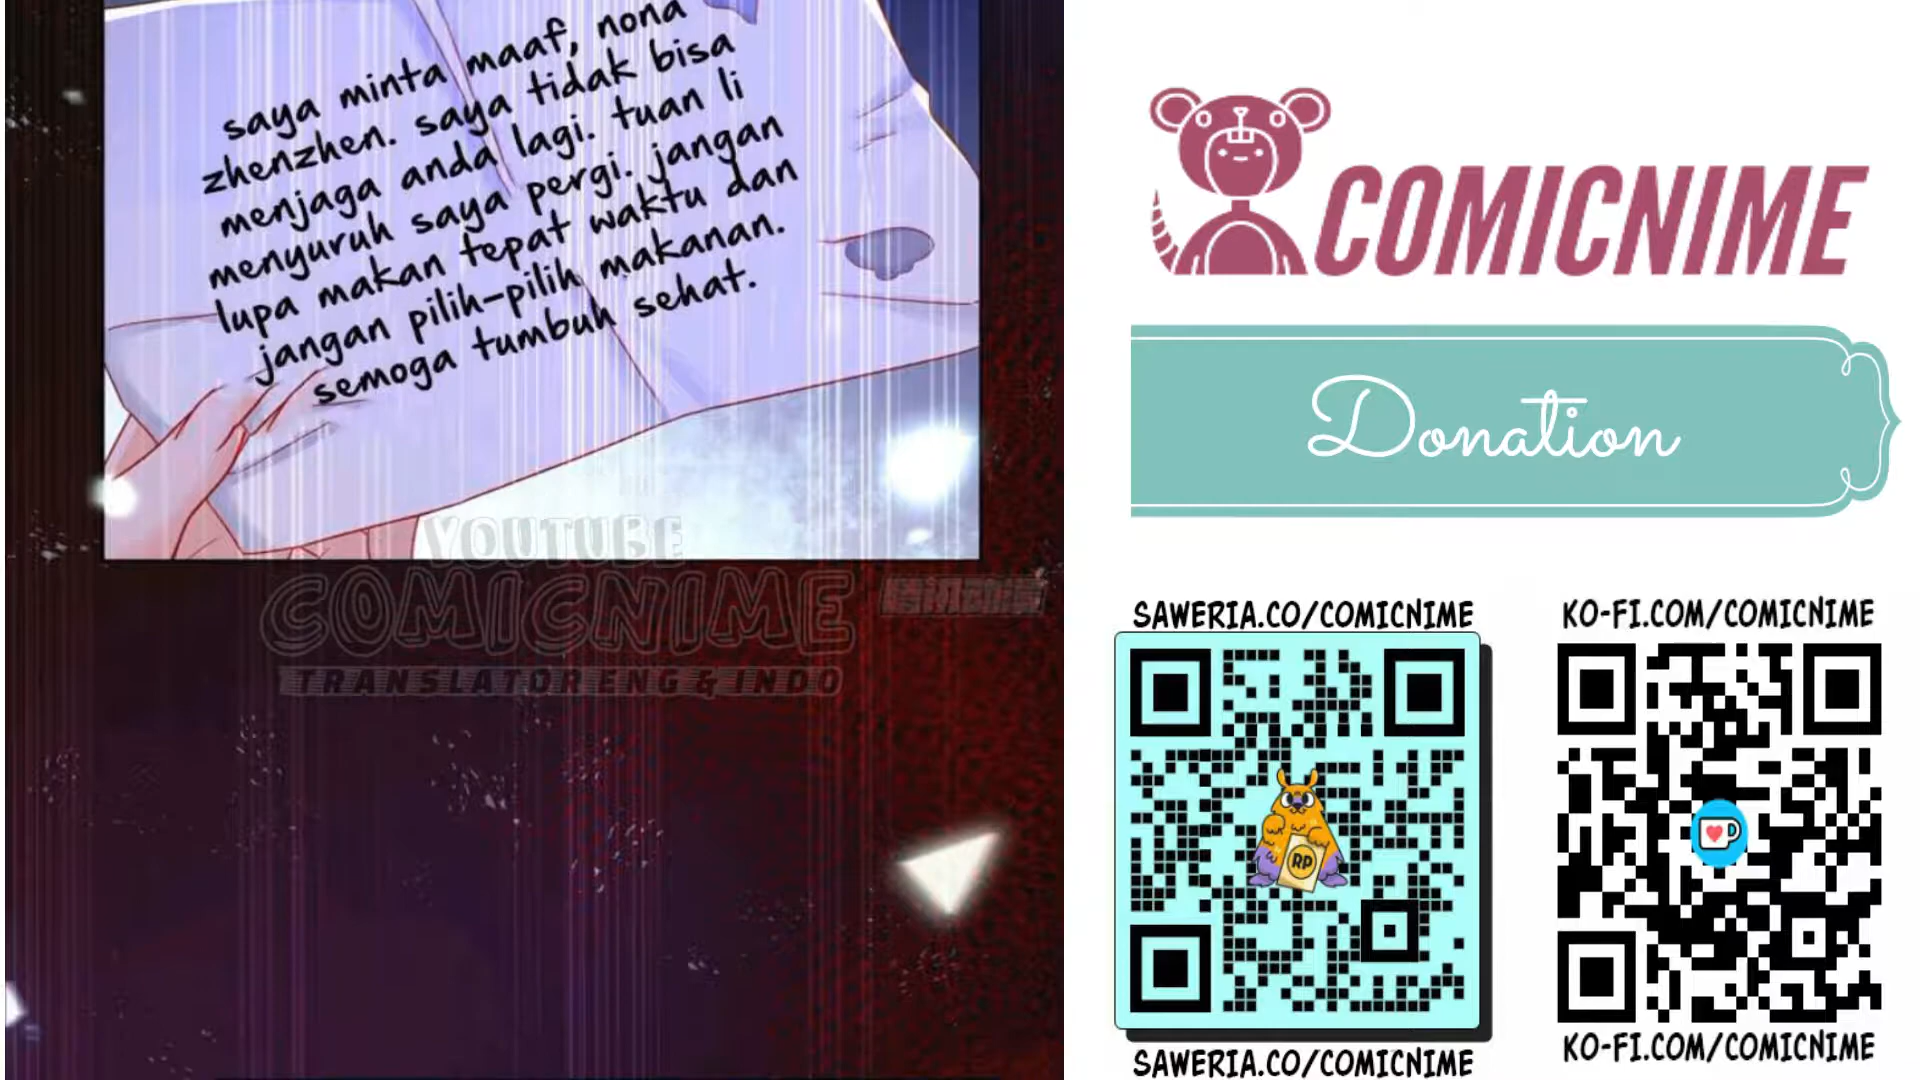 saya minta maaf, nona
zhenzhen. saya tidak bisa
menjaga anda lagi. tuan li
menyuruh saya pergi. jangan
lupa makan tepat waktu dan
jangan pilih-pilih makanan.
semoga tumbuh sehat.
YOUTUBE
COMICNIME
TRANSLATOR ENG & INDO
COMICNIME
Donation
SAWERIA.CO/COMICNIME
KO-FI.COM/COMICNIME
RP
SAWERIA.CO/COMICNIME
KO-FI.COM/COMICNIME